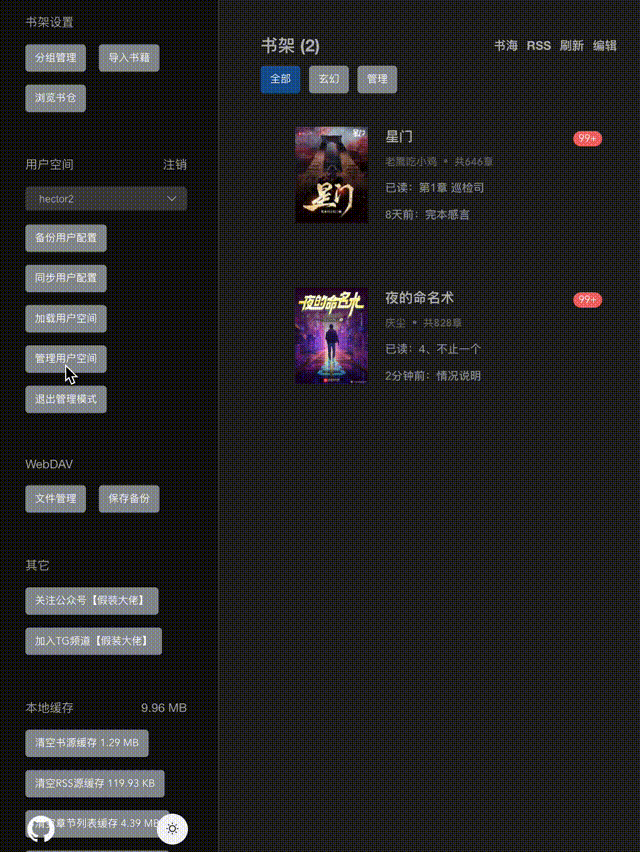 书架设置
分组管理
导入书籍
浏览书仓
用户空间
注销
hector2
备份用户配置
同步用户配置
加载用户空间
管理用户空间
退出管理模式
WebDAV
文件管理
保存备份
其它
关注公众号【假装大佬】
加入TG频道【假装大佬】
本地缓存
9.96 MB
清空书源缓存 1.29 MB
清空RSS源缓存 119.93 KB
章节列表缓存 4.39 MB
书架 (2)
书海 RSS 刷新 编辑
全部
玄幻
管理
星门
星门
99+
老鹰吃小鸡 • 共646章
已读：第1章 巡检司
8天前：完本感言
夜的命名术
夜的命名术
99+
庆尘 • 共828章
已读：4、不止一个
2分钟前：情况说明